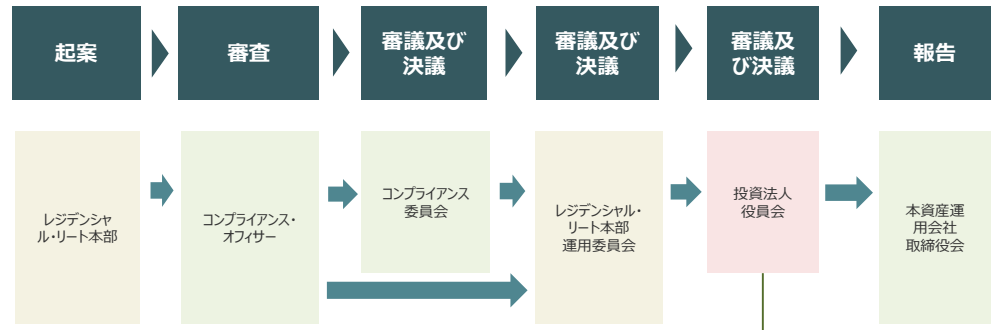 起案
審査
審議及び
決議
審議及び
決議
審議及
び決議
報告
レジデンシャ
ル・リート本部
コンプライアンス・
オフィサー
コンプライアンス
委員会
レジデンシャル・
リート本部
運用委員会
投資法人
役員会
本資産運
用会社
取締役会